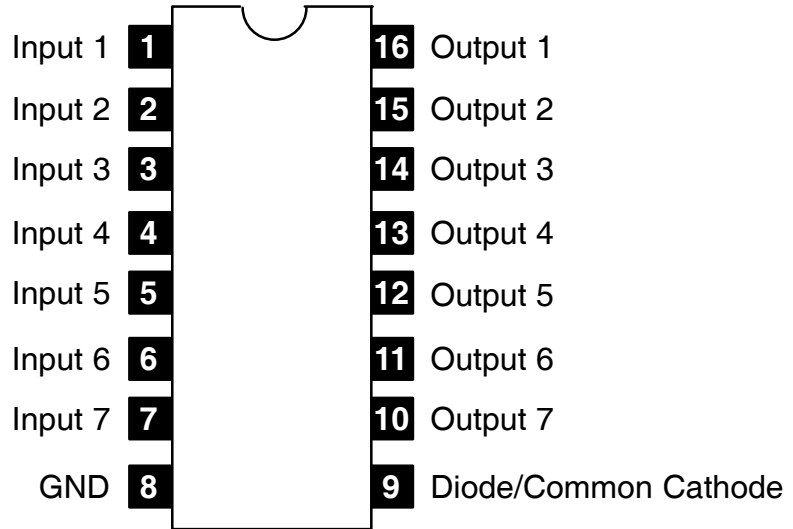 Input 1 1 16 Output 1
Input 2 2 15 Output 2
Input 3 3 14 Output 3
Input 4 4 13 Output 4
Input 5 5 12 Output 5
Input 6 6 11 Output 6
Input 7 7 10 Output 7
GND 8 9 Diode/Common Cathode